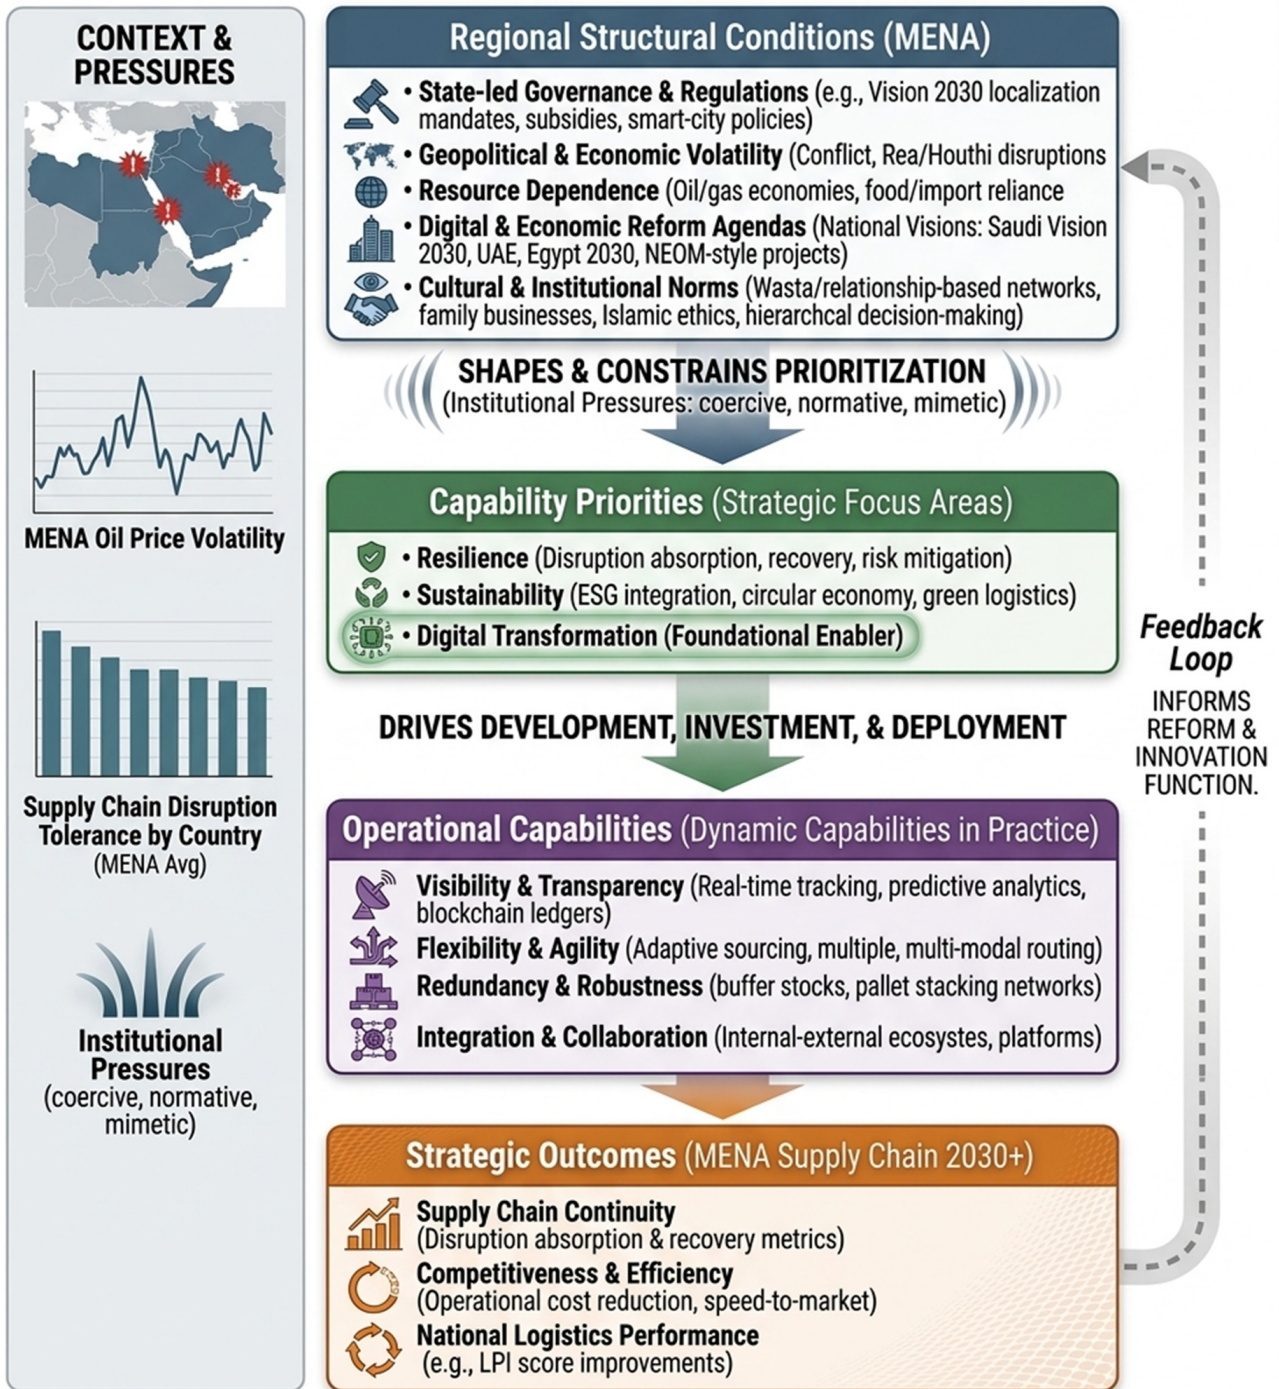 CONTEXT &
PRESSURES
MENA Oil Price Volatility
Supply Chain Disruption
Tolerance by Country
(MENA Avg)
Institutional
Pressures
(coercive, normative,
mimetic)
Regional Structural Conditions (MENA)
• State-led Governance & Regulations (e.g., Vision 2030 localization
mandates, subsidies, smart-city policies)
• Geopolitical & Economic Volatility (Conflict, Rea/Houthi disruptions
• Resource Dependence (Oil/gas economies, food/import reliance
• Digital & Economic Reform Agendas (National Visions: Saudi Vision
2030, UAE, Egypt 2030, NEOM-style projects)
• Cultural & Institutional Norms (Wasta/relationship-based networks,
family businesses, Islamic ethics, hierarchcal decision-making)
SHAPES & CONSTRAINS PRIORITIZATION
(Institutional Pressures: coercive, normative, mimetic)
Capability Priorities (Strategic Focus Areas)
• Resilience (Disruption absorption, recovery, risk mitigation)
• Sustainability (ESG integration, circular economy, green logistics)
• Digital Transformation (Foundational Enabler)
DRIVES DEVELOPMENT, INVESTMENT, & DEPLOYMENT
Operational Capabilities (Dynamic Capabilities in Practice)
Visibility & Transparency (Real-time tracking, predictive analytics,
blockchain ledgers)
Flexibility & Agility (Adaptive sourcing, multiple, multi-modal routing)
Redundancy & Robustness (buffer stocks, pallet stacking networks)
Integration & Collaboration (Internal-external ecosystes, platforms)
Strategic Outcomes (MENA Supply Chain 2030+)
Supply Chain Continuity
(Disruption absorption & recovery metrics)
Competitiveness & Efficiency
(Operational cost reduction, speed-to-market)
National Logistics Performance
(e.g., LPI score improvements)
Feedback
Loop
INFORMS
REFORM &
INNOVATION
FUNCTION.